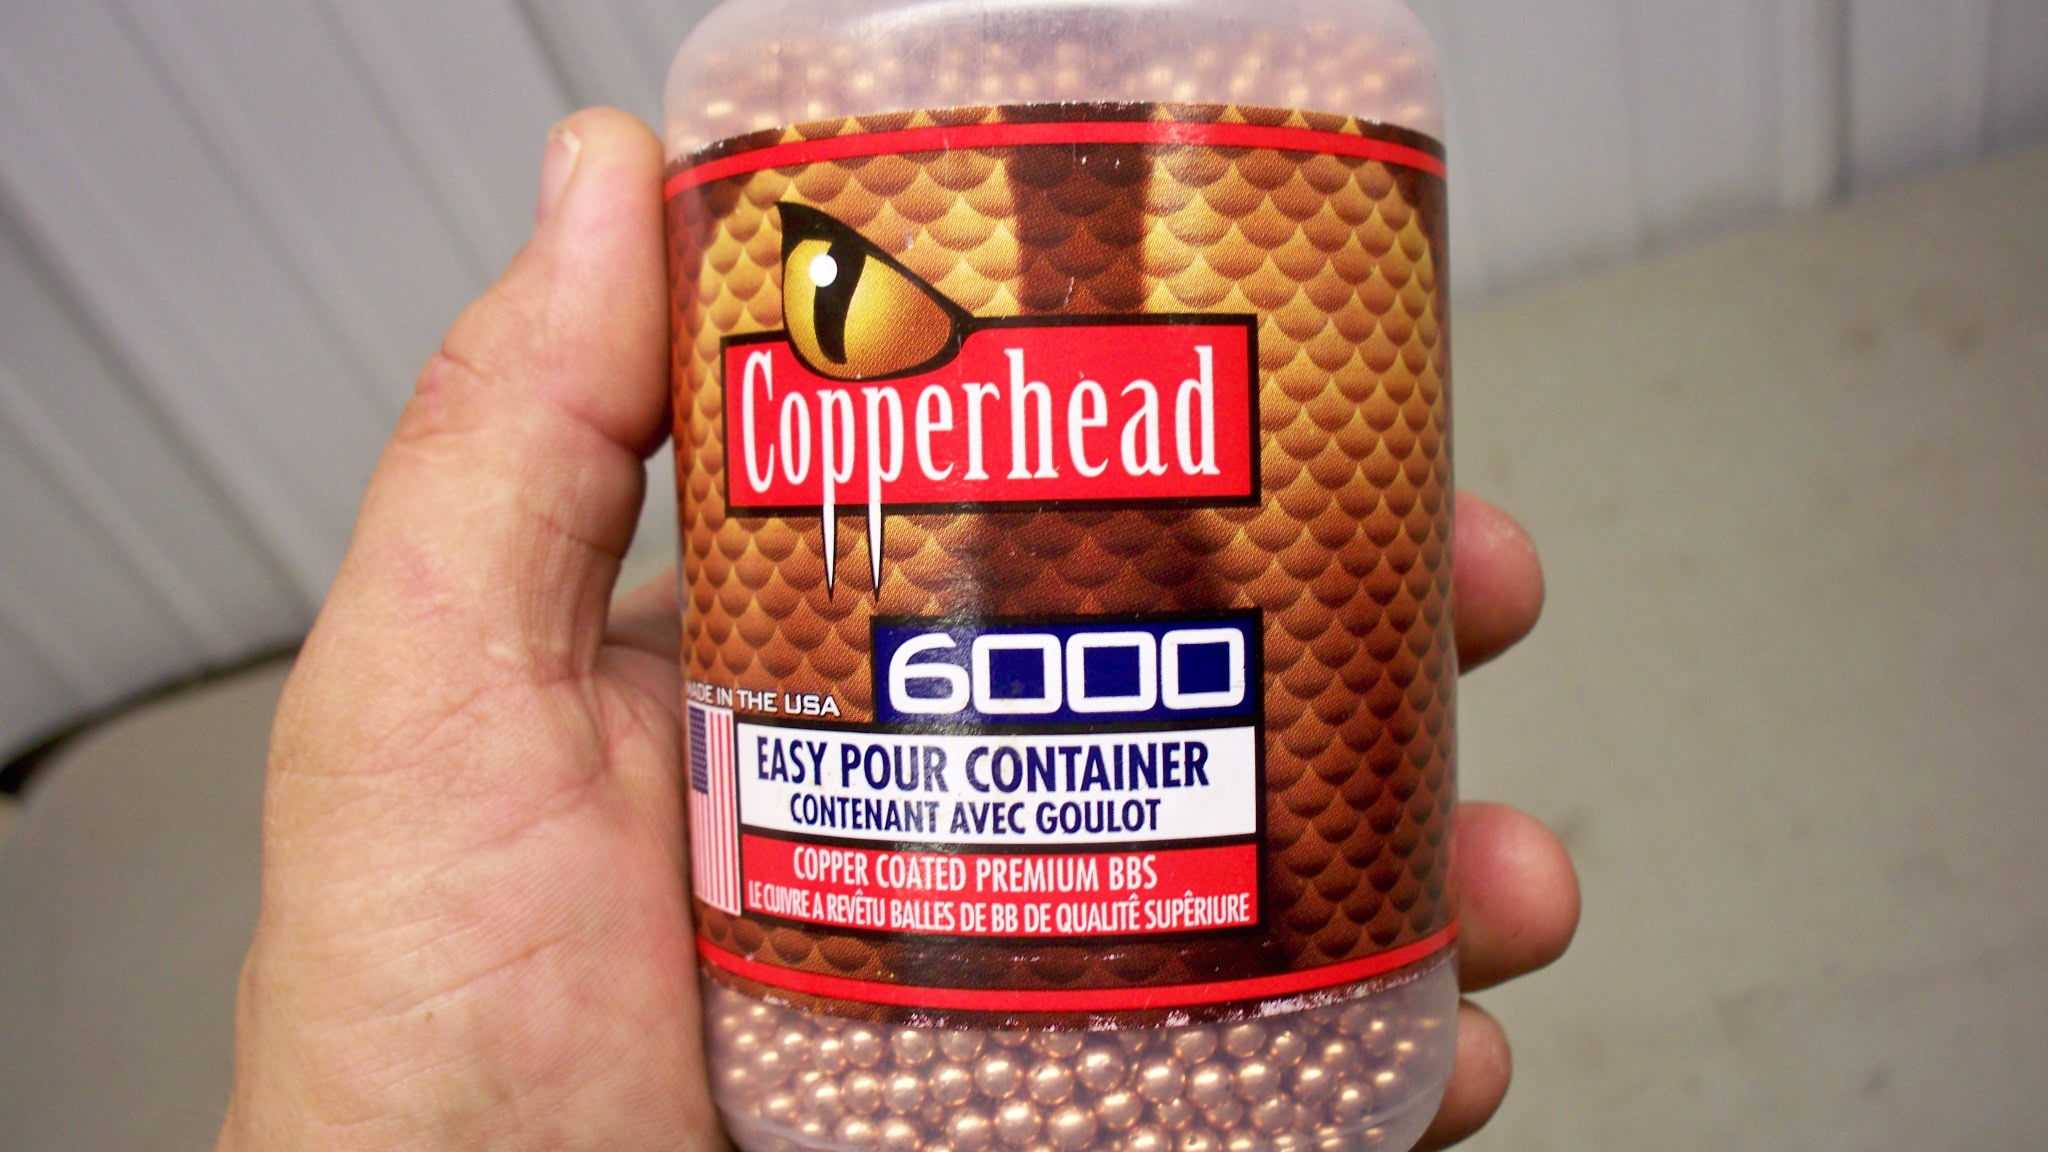 Copperhead
6000
MADE IN THE USA
EASY POUR CONTAINER
CONTENANT AVEC GOULOT
COPPER COATED PREMIUM BBS
LE CUIVRE A REVÊTU BALLES DE BB DE QUALITÊ SUPÊRIURE